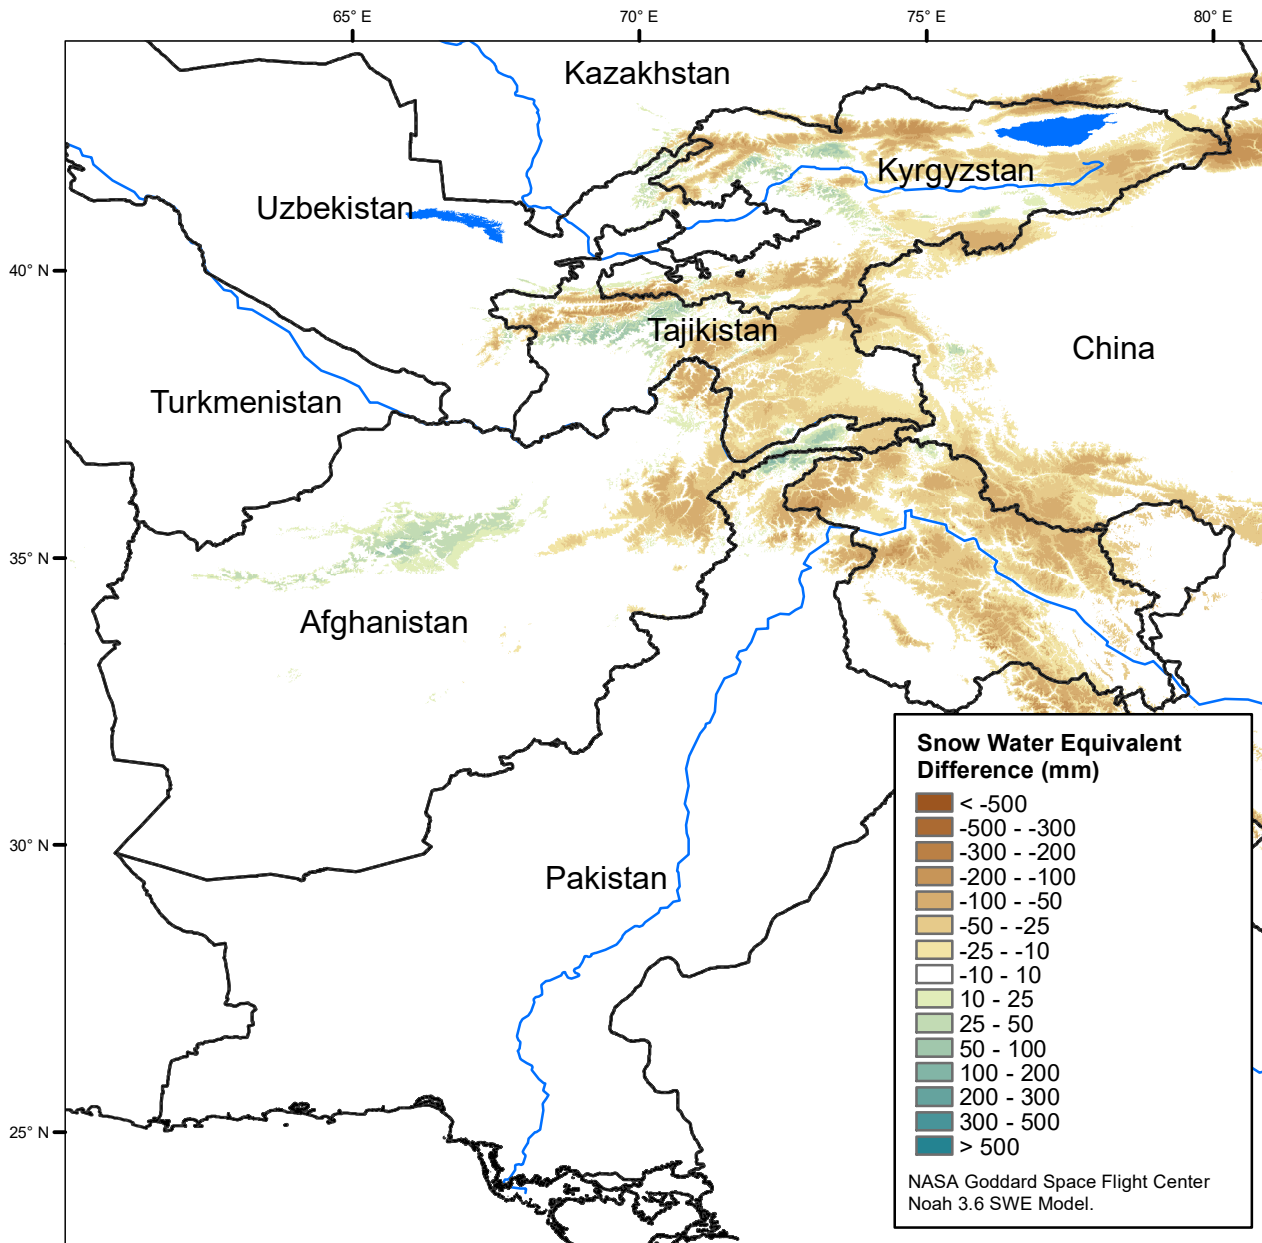 65° E
70° E
75° E
80° E
Kazakhstan
Kyrgyzstan
Uzbekistan
40° N
Tajikistan
China
Turkmenistan
35° N
Afghanistan
Snow Water Equivalent
Difference (mm)
< -500
-500 - -300
-300 - -200
-200 - -100
-100 - -50
-50 - -25
-25 - -10
-10 - 10
10 - 25
25 - 50
50 - 100
100 - 200
200 - 300
300 - 500
> 500
NASA Goddard Space Flight Center
Noah 3.6 SWE Model.
30° N
Pakistan
25° N